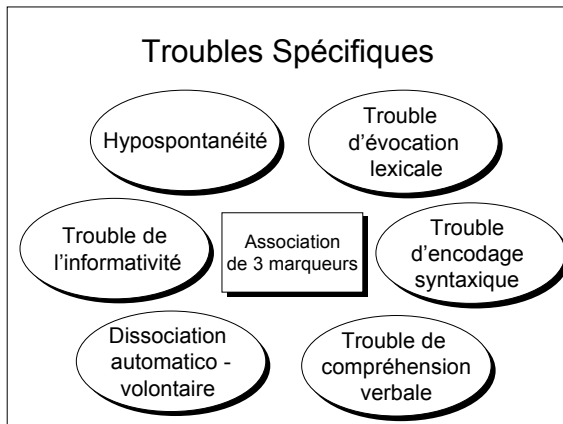 Troubles Spécifiques
Hypospontanéité
Trouble
d'évocation
lexicale
Trouble de
l'informativité
Association
de 3 marqueurs
Trouble
d'encodage
syntaxique
Dissociation
automatico -
volontaire
Trouble de
compréhension
verbale